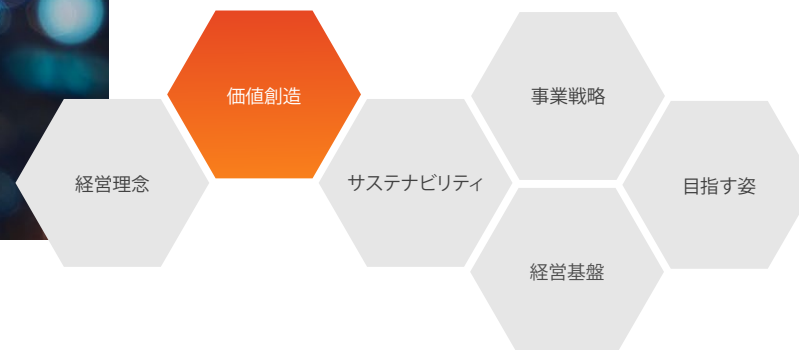 経営理念
価値創造
サステナビリティ
事業戦略
経営基盤
目指す姿